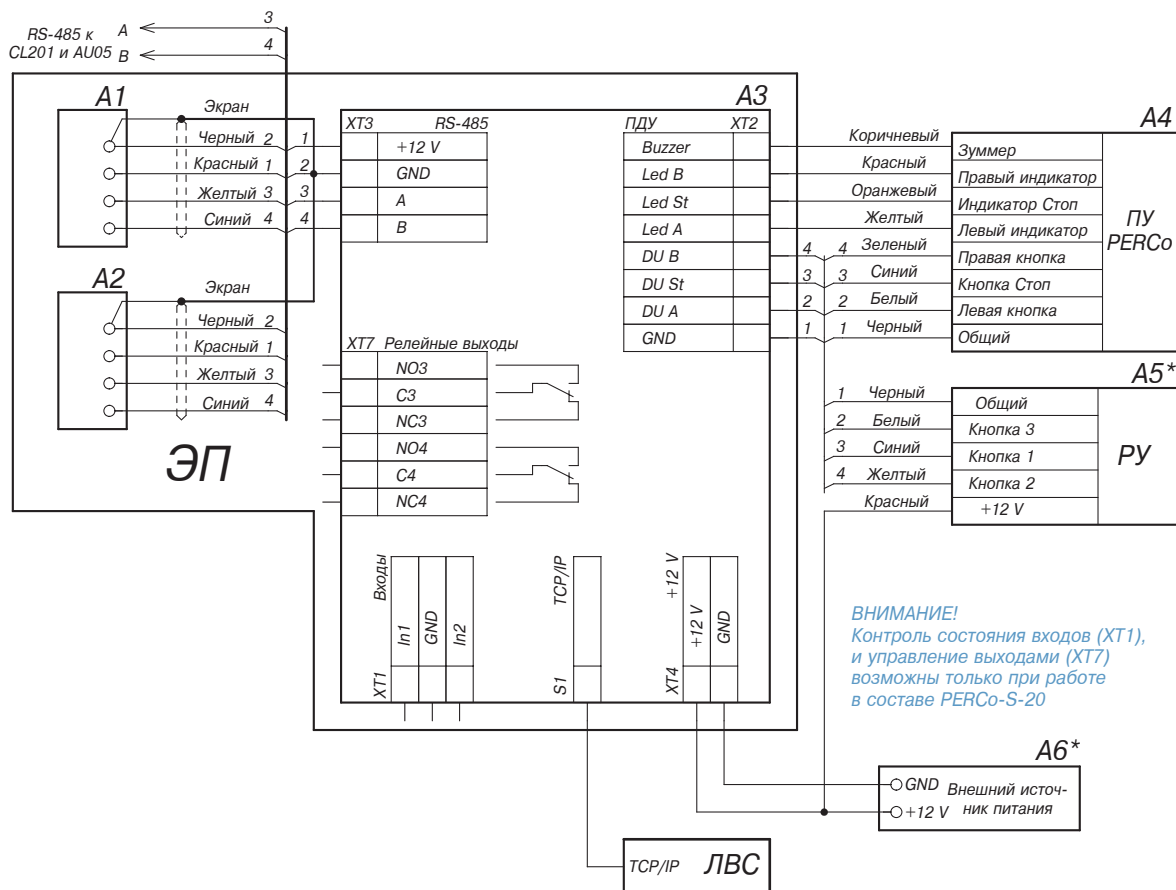 RS-485 к
CL201 и AU05
A
B
3
4
A1
Экран
Черный 2 1
Красный 1 2
Желтый 3 3
Синий 4 4
A2
Экран
Черный 2
Красный 1
Желтый 3
Синий 4
ЭП
A3
XT3 RS-485
+12 V
GND
A
B
XT7 Релейные выходы
NO3
C3
NC3
NO4
C4
NC4
ПДУ XT2
Buzzer
Led B
Led St
Led A
DU B
DU St
DU A
GND
Коричневый
Красный
Оранжевый
Желтый
4 4 Зеленый
3 3 Синий
2 2 Белый
1 1 Черный
A4
Зуммер
Правый индикатор
Индикатор Стоп
Левый индикатор
Правая кнопка
Кнопка Стоп
Левая кнопка
Общий
ПУ
PERCo
A5*
1 Черный
2 Белый
3 Синий
4 Желтый
Красный
Общий
Кнопка 3
Кнопка 1
Кнопка 2
+12 V
РУ
XT1
Входы
In1
GND
In2
S1
TCP/IP
XT4
+12 V
+12 V
GND
ВНИМАНИЕ!
Контроль состояния входов (XT1),
и управление выходами (XT7)
возможны только при работе
в составе PERCo-S-20
A6*
GND
+12 V
Внешний источ-
ник питания
TCP/IP ЛВС